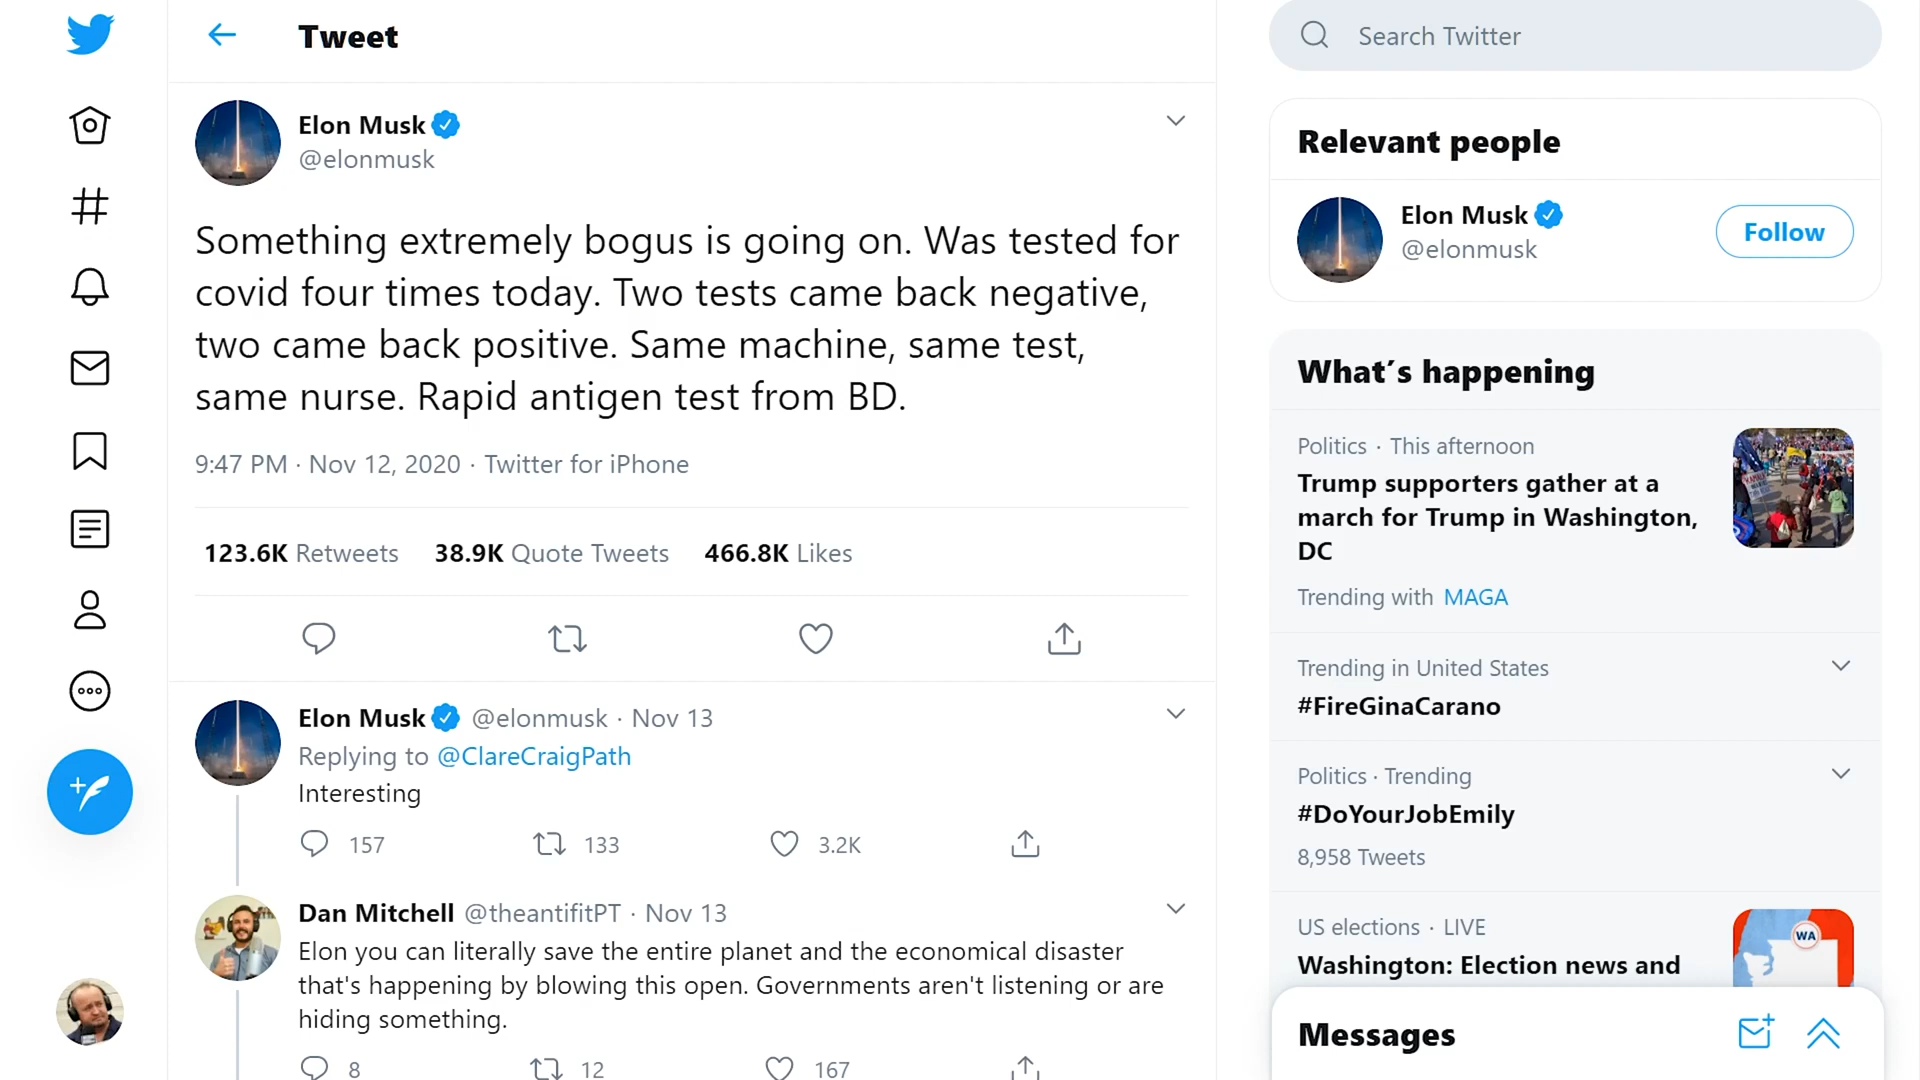 Tweet
Elon Musk
@elonmusk
Something extremely bogus is going on. Was tested for
covid four times today. Two tests came back negative,
two came back positive. Same machine, same test,
same nurse. Rapid antigen test from BD.
9:47 PM · Nov 12, 2020 · Twitter for iPhone
123.6K Retweets 38.9K Quote Tweets 466.8K Likes
Elon Musk @elonmusk · Nov 13
Replying to @ClareCraigPath
Interesting
157 133 3.2K
Dan Mitchell @theantifitPT · Nov 13
Elon you can literally save the entire planet and the economical disaster
that's happening by blowing this open. Governments aren't listening or are
hiding something.
8 12 167
Search Twitter
Relevant people
Elon Musk
@elonmusk
Follow
What´s happening
Politics · This afternoon
Trump supporters gather at a
march for Trump in Washington,
DC
Trending with MAGA
Trending in United States
#FireGinaCarano
Politics · Trending
#DoYourJobEmily
8,958 Tweets
US elections · LIVE
Washington: Election news and
WA
Messages